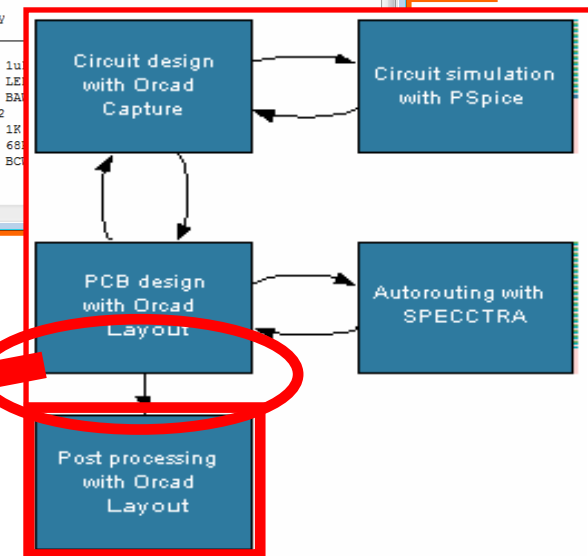 y
1u
LE
BA
2
1K
68
BC
Circuit design
with Orcad
Capture
Circuit simulation
with PSpice
PCB design
with Orcad
Layout
Autorouting with
SPECCTRA
Post processing
with Orcad
Layout